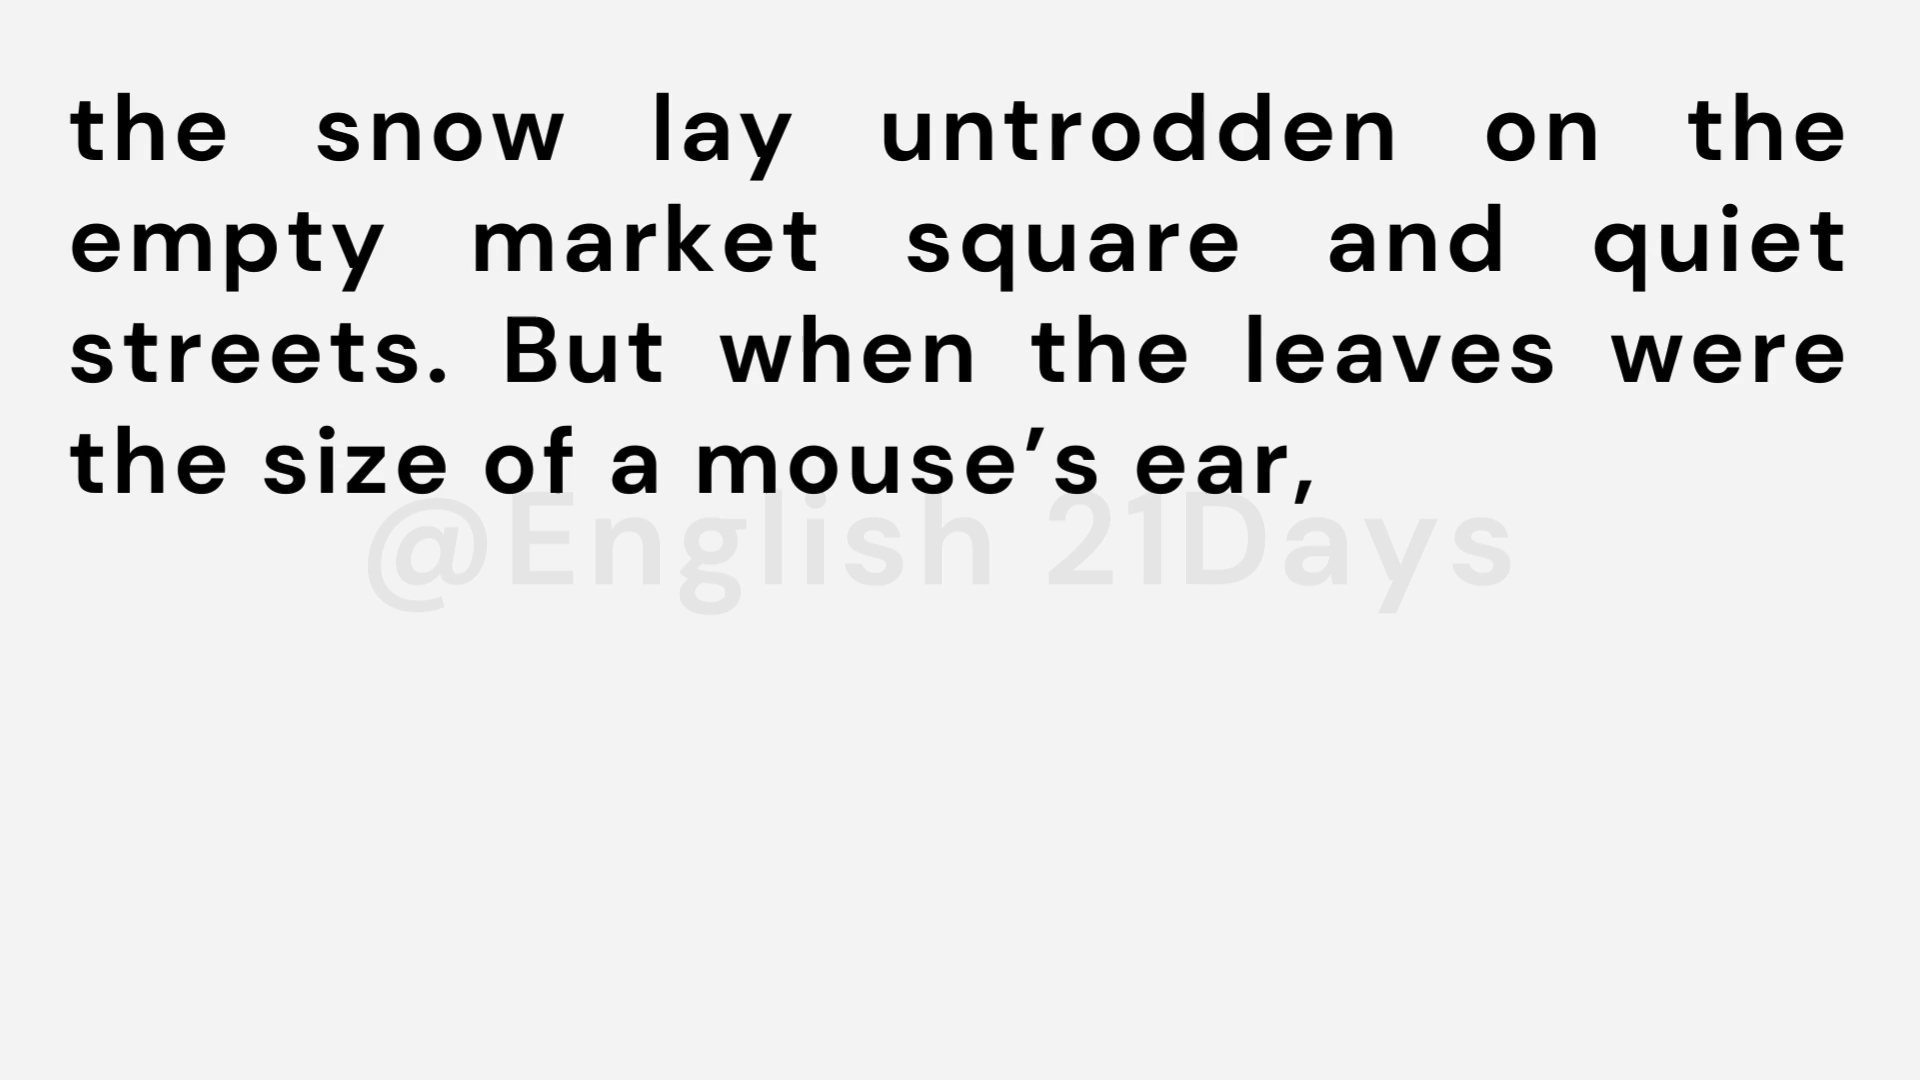 the snow lay untrodden on the
empty market square and quiet
streets. But when the leaves were
the size of a mouse’s ear,
@English 21Days